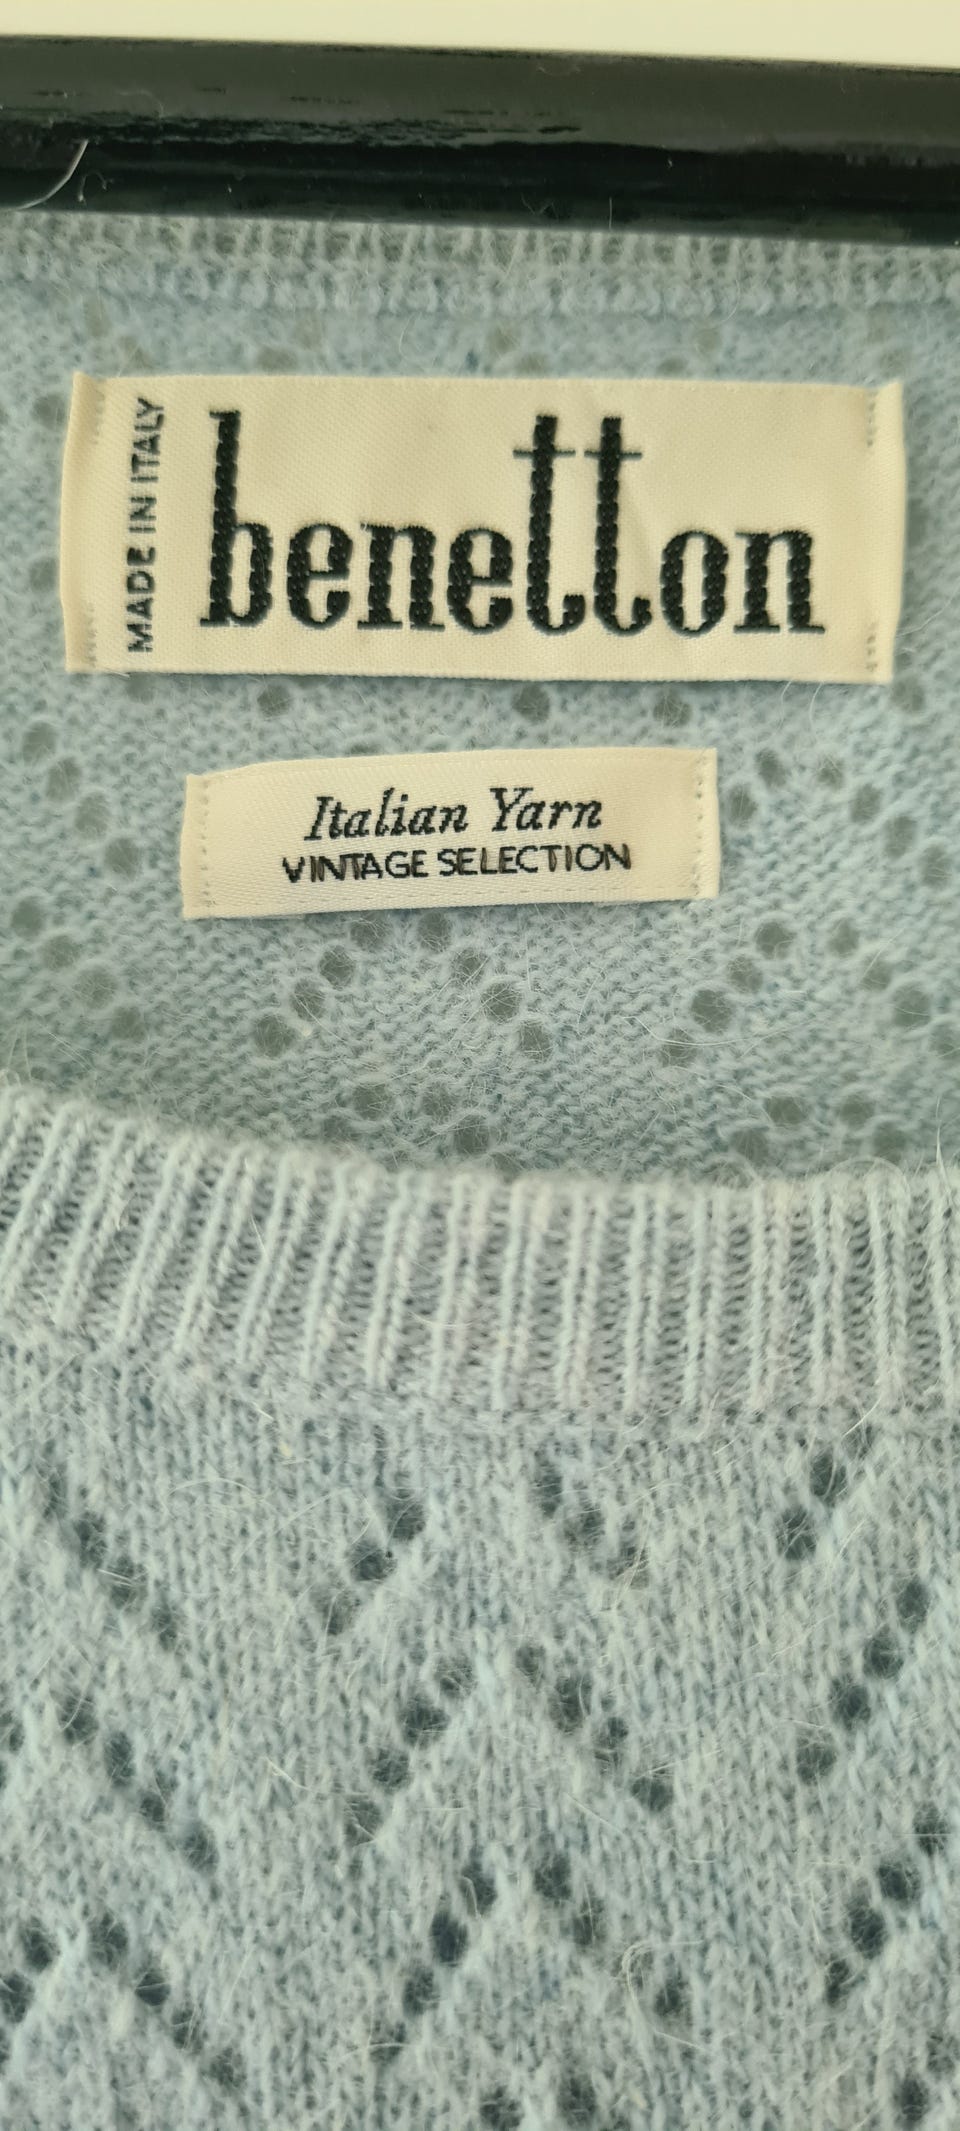 MADE IN ITALY
benetton
Italian Yarn
VINTAGE SELECTION